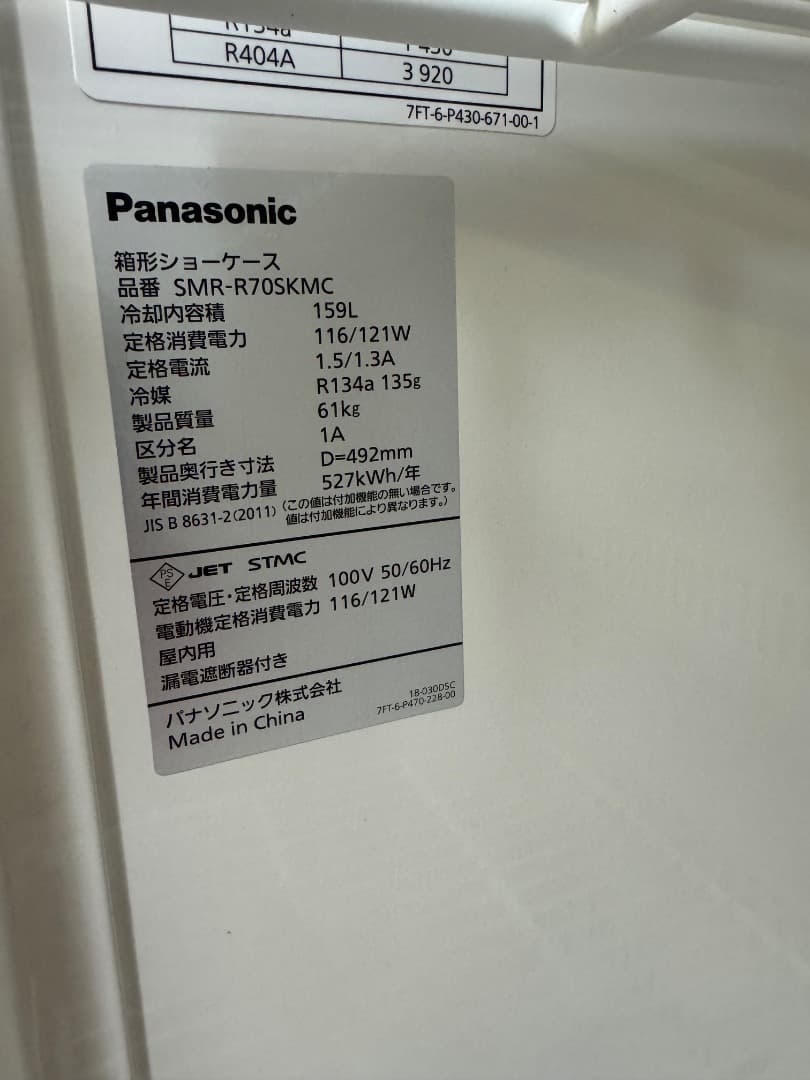 R134a
R404A 3 920
7FT-6-P430-671-00-1
Panasonic
箱形ショーケース
品番 SMR-R70SKMC
冷却内容積 159L
定格消費電力 116/121W
定格電流 1.5/1.3A
冷媒 R134a 135g
製品質量 61kg
区分名 1A
製品奥行き寸法 D=492mm
年間消費電力量 527kWh/年
JIS B 8631-2(2011) (この値は付加機能の無い場合です。
値は付加機能により異なります。)
PS
E
JET STMC
定格電圧・定格周波数 100V 50/60Hz
電動機定格消費電力 116/121W
屋内用
漏電遮断器付き
パナソニック株式会社 18-030DSC
Made in China 7FT-6-P470-228-00